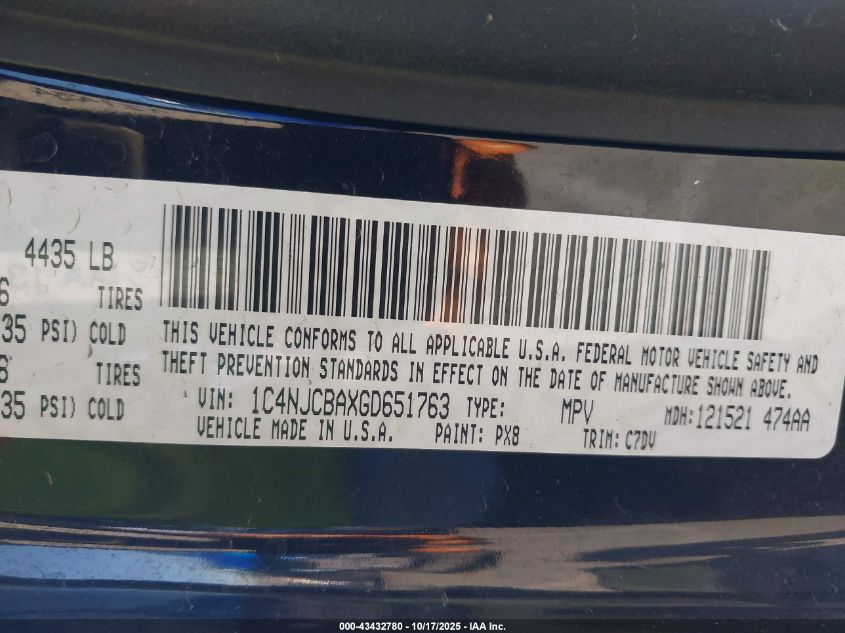 4435 LB
6 TIRES
35 PSI) COLD
TIRES
35 PSI) COLD
THIS VEHICLE CONFORMS TO ALL APPLICABLE U.S.A. FEDERAL MOTOR VEHICLE SAFETY AND
THEFT PREVENTION STANDARDS IN EFFECT ON THE DATE OF MANUFACTURE SHOWN ABOVE.
VIN: 1C4NJCBAXGD651763 TYPE: MPV MDH:121521 474AA
VEHICLE MADE IN U.S.A. PAINT: PX8 TRIM: C7DV
000-43432780 - 10/17/2025 - IAA Inc.